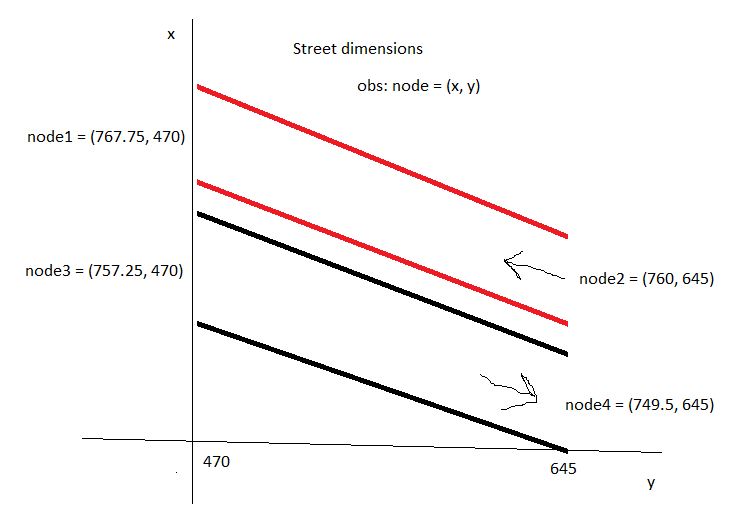 x
Street dimensions
obs: node = (x, y)
node1 = (767.75, 470)
node3 = (757.25, 470)
node2 = (760, 645)
node4 = (749.5, 645)
470
645
y